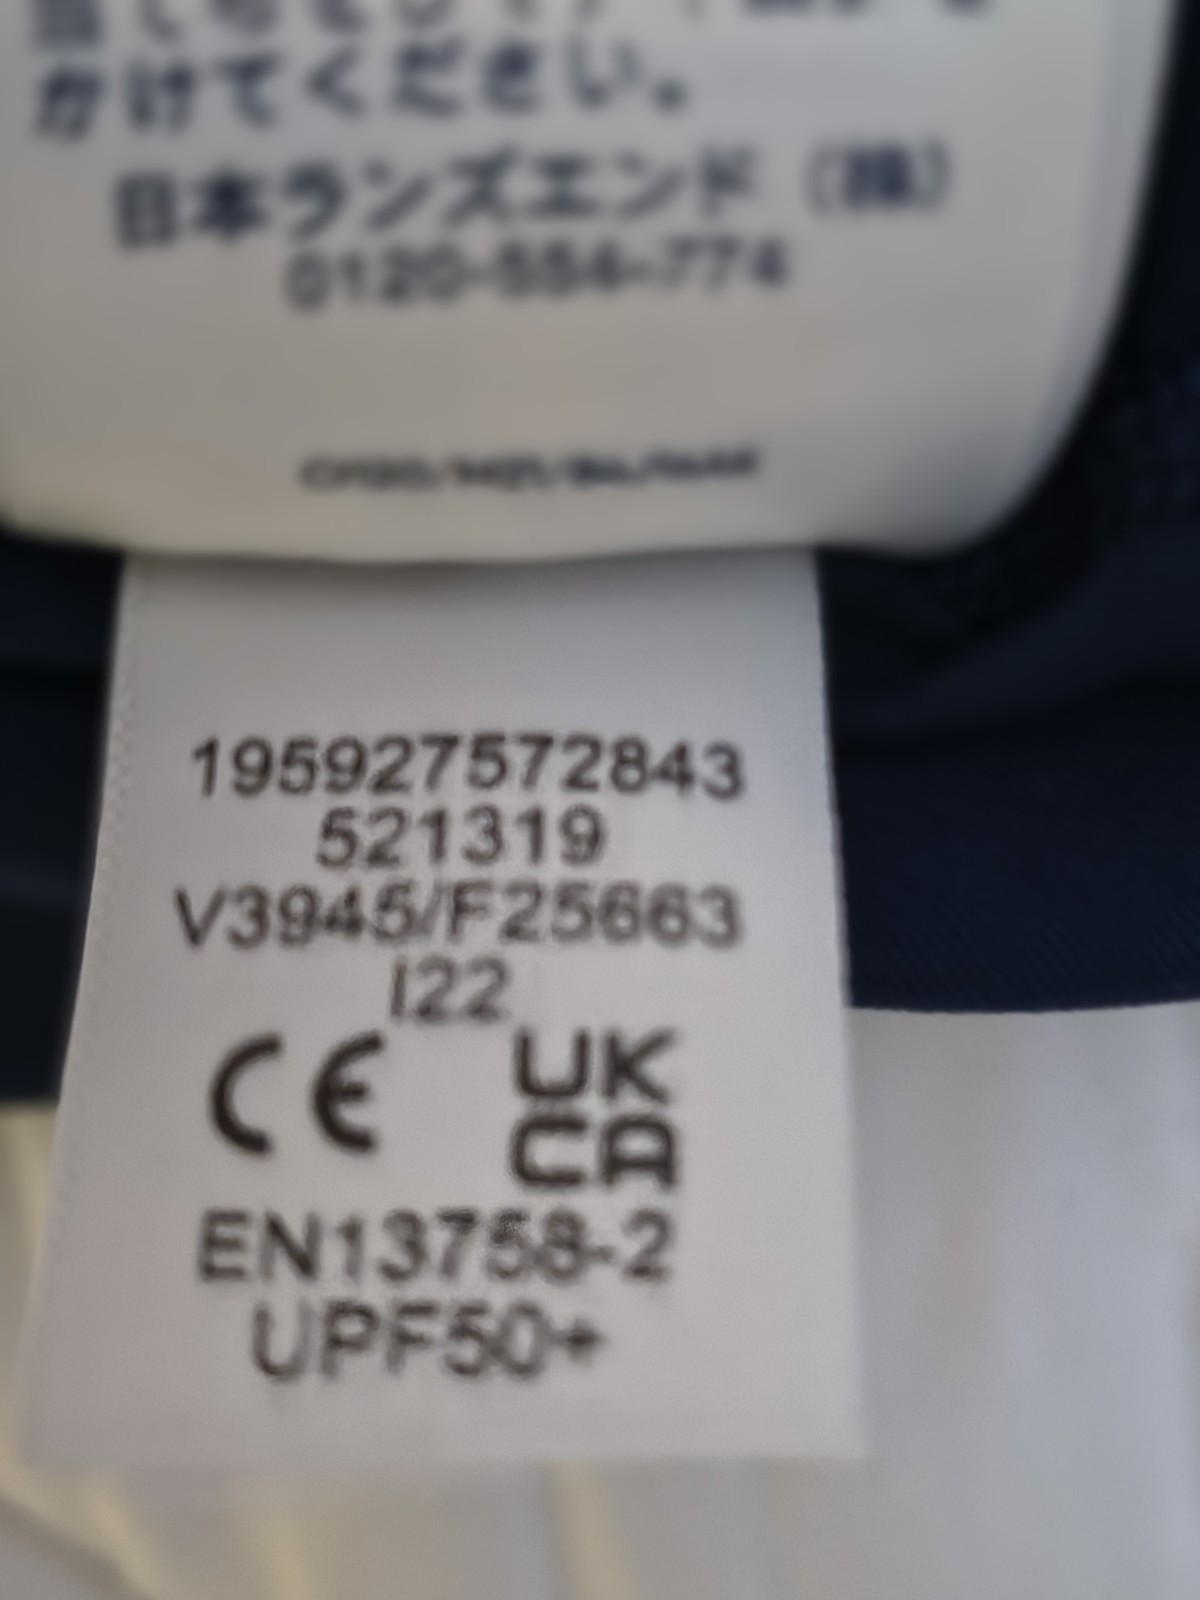 かけてください。
日本ランズエンド（株）
0120-554-774
195927572843
521319
V3945/F25663
I22
CE
UK
CA
EN13758-2
UPF50+